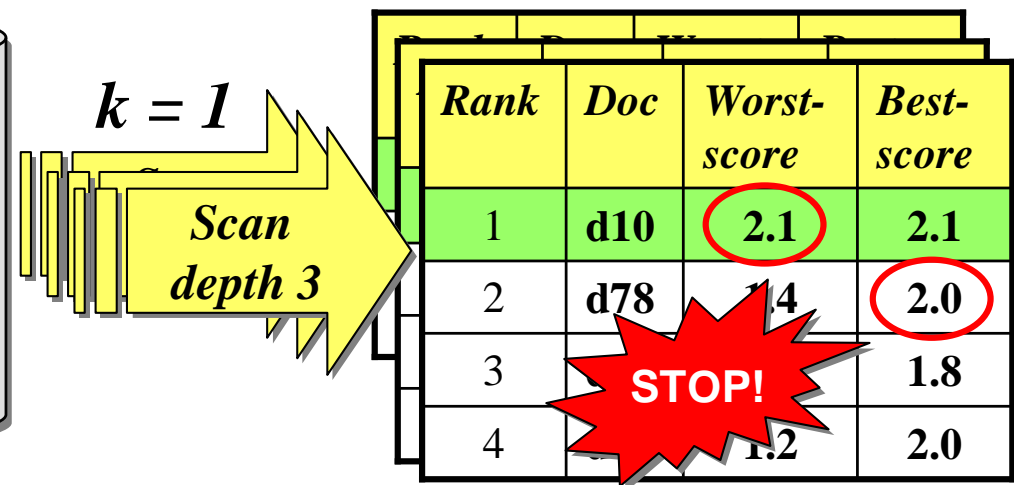 k = 1
Scan
depth 3
Rank Doc Worst- Best-
score score
1 d10 2.1 2.1
2 d78 2.0
3 1.8
STOP!
4 1.2 2.0